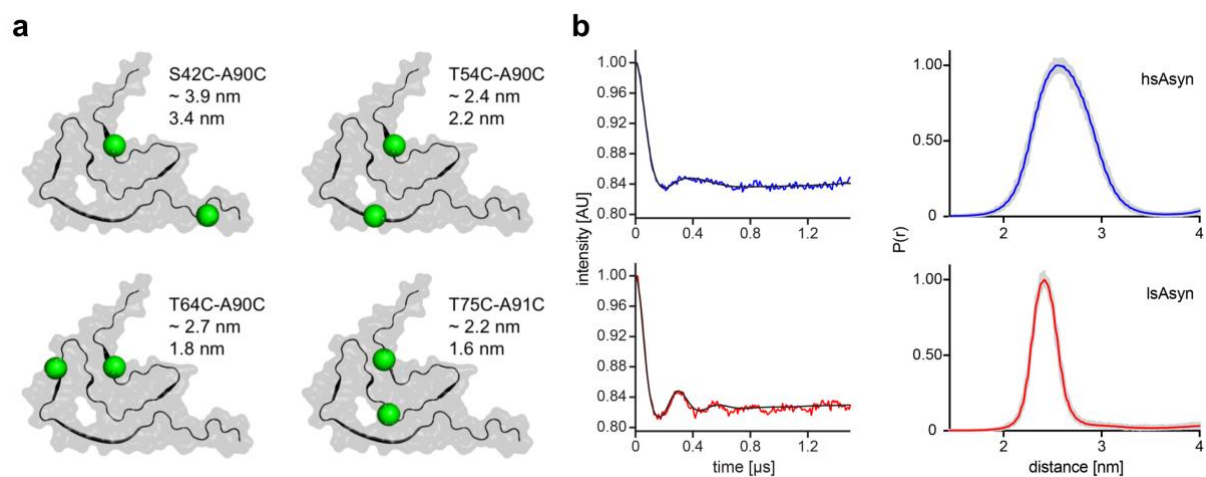 a
S42C-A90C
~ 3.9 nm
3.4 nm
T54C-A90C
~ 2.4 nm
2.2 nm
T64C-A90C
~ 2.7 nm
1.8 nm
T75C-A91C
~ 2.2 nm
1.6 nm
b
intensity [AU]
1.00
0.96
0.92
0.88
0.84
0.80
0 0.4 0.8 1.2
1.00
0.96
0.92
0.88
0.84
0.80
0 0.4 0.8 1.2
time [µs]
P(r)
hsAsyn
1.00
0.50
0
2 3 4
lsAsyn
1.00
0.50
0
2 3 4
distance [nm]